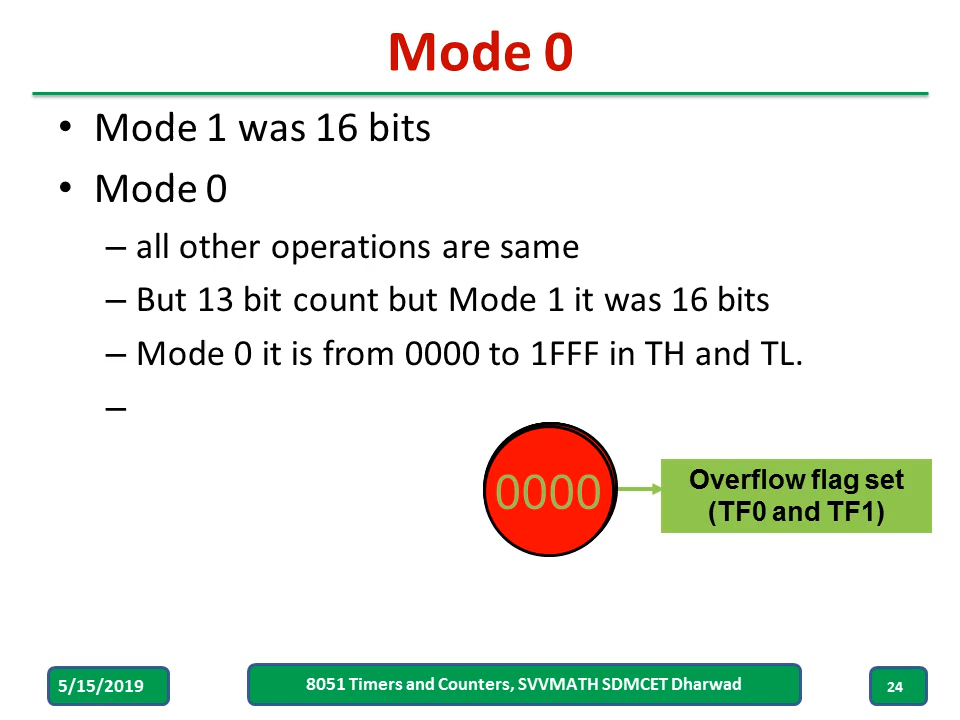 Mode 0
• Mode 1 was 16 bits
• Mode 0
– all other operations are same
– But 13 bit count but Mode 1 it was 16 bits
– Mode 0 it is from 0000 to 1FFF in TH and TL.
–
0000
Overflow flag set
(TF0 and TF1)
5/15/2019
8051 Timers and Counters, SVVMATH SDMCET Dharwad
24